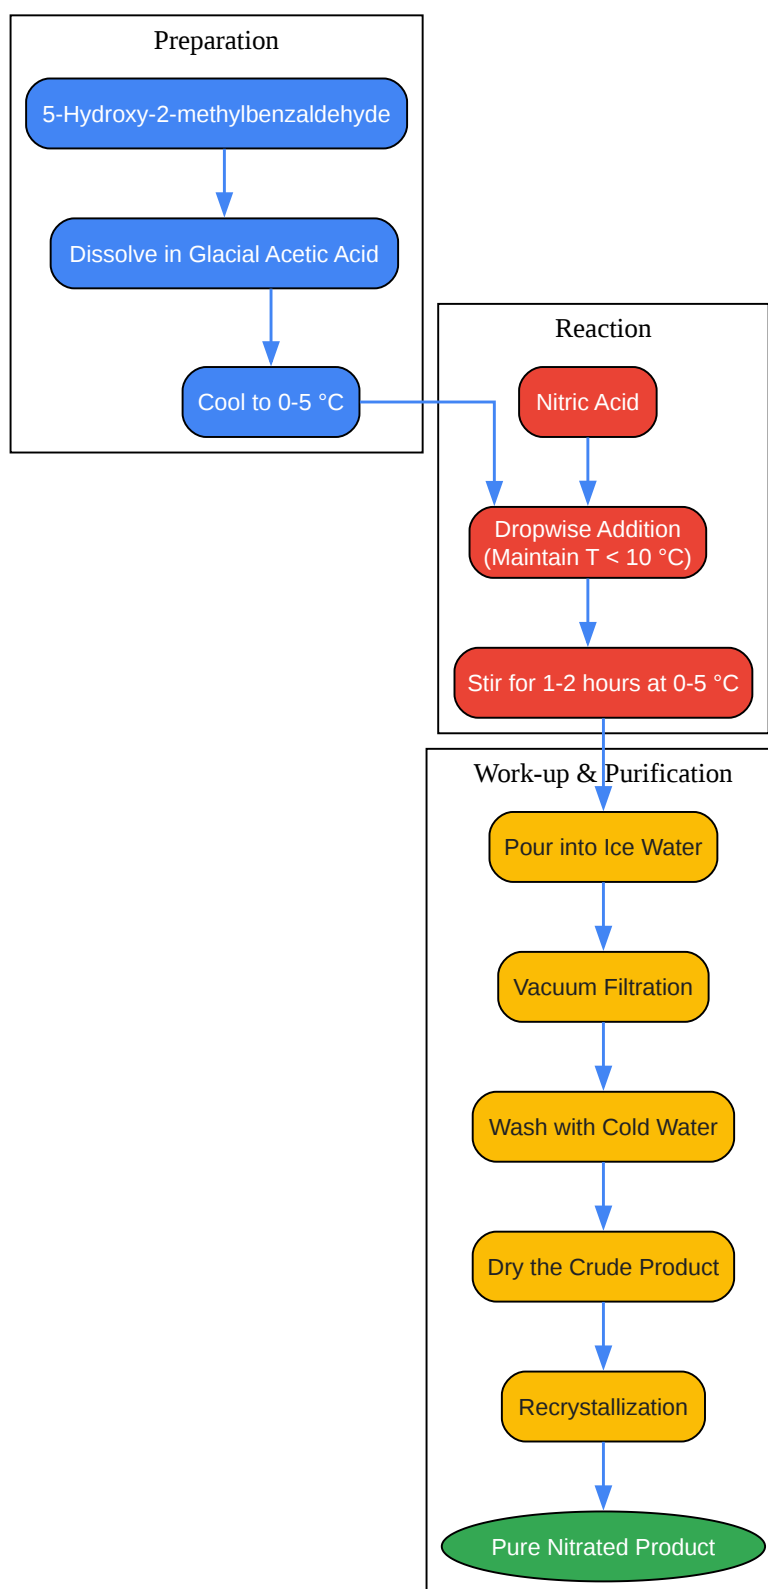 Preparation
5-Hydroxy-2-methylbenzaldehyde
Dissolve in Glacial Acetic Acid
Cool to 0-5 °C
Reaction
Nitric Acid
Dropwise Addition
(Maintain T < 10 °C)
Stir for 1-2 hours at 0-5 °C
Work-up & Purification
Pour into Ice Water
Vacuum Filtration
Wash with Cold Water
Dry the Crude Product
Recrystallization
Pure Nitrated Product